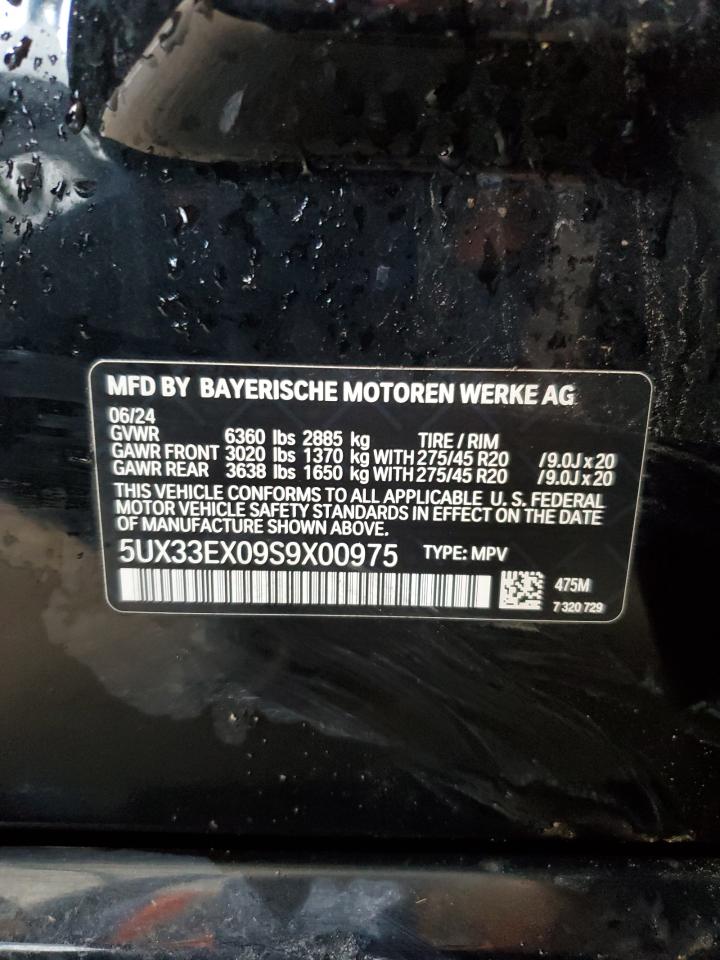 MFD BY BAYERISCHE MOTOREN WERKE AG
06/24
GVWR 6360 lbs 2885 kg TIRE / RIM
GAWR FRONT 3020 lbs 1370 kg WITH 275/45 R20 /9.0J x 20
GAWR REAR 3638 lbs 1650 kg WITH 275/45 R20 /9.0J x 20
THIS VEHICLE CONFORMS TO ALL APPLICABLE U. S. FEDERAL
MOTOR VEHICLE SAFETY STANDARDS IN EFFECT ON THE DATE
OF MANUFACTURE SHOWN ABOVE.
5UX33EX09S9X00975 TYPE: MPV
475M
7 320 729